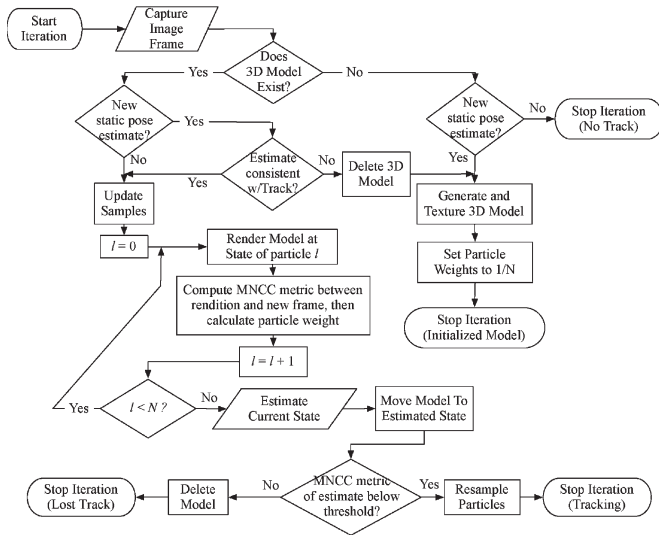 Start
Iteration
Capture
Image
Frame
Does
3D Model
Exist?
Yes
No
New
static pose
estimate?
Yes
No
New
static pose
estimate?
No
Yes
Stop Iteration
(No Track)
Estimate
consistent
w/Track?
No
Yes
Delete 3D
Model
Update
Samples
Generate and
Texture 3D Model
l = 0
Render Model at
State of particle l
Set Particle
Weights to 1/N
Compute MNCC metric between
rendition and new frame, then
calculate particle weight
Stop Iteration
(Initialized Model)
l = l + 1
l < N ?
Yes
No
Estimate
Current State
Move Model To
Estimated State
MNCC metric
of estimate below
threshold?
No
Yes
Delete
Model
Stop Iteration
(Lost Track)
Resample
Particles
Stop Iteration
(Tracking)